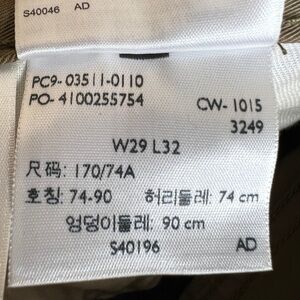 S40046 AD
PC9- 03511-0110
PO- 4100255754
CW- 1015
3249
W29 L32
尺码: 170/74A
호칭: 74-90 허리둘레: 74 cm
엉덩이둘레: 90 cm
S40196 AD